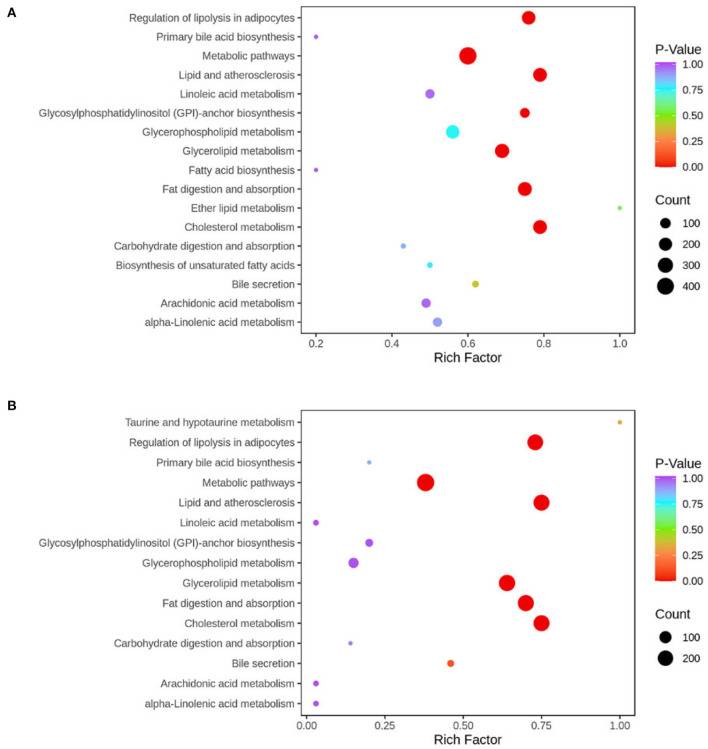 A
Regulation of lipolysis in adipocytes
Primary bile acid biosynthesis
Metabolic pathways
Lipid and atherosclerosis
Linoleic acid metabolism
Glycosylphosphatidylinositol (GPI)-anchor biosynthesis
Glycerophospholipid metabolism
Glycerolipid metabolism
Fatty acid biosynthesis
Fat digestion and absorption
Ether lipid metabolism
Cholesterol metabolism
Carbohydrate digestion and absorption
Biosynthesis of unsaturated fatty acids
Bile secretion
Arachidonic acid metabolism
alpha-Linolenic acid metabolism
0.2 0.4 0.6 0.8 1.0
Rich Factor
P-Value
1.00
0.75
0.50
0.25
0.00
Count
100
200
300
400
B
Taurine and hypotaurine metabolism
Regulation of lipolysis in adipocytes
Primary bile acid biosynthesis
Metabolic pathways
Lipid and atherosclerosis
Linoleic acid metabolism
Glycosylphosphatidylinositol (GPI)-anchor biosynthesis
Glycerophospholipid metabolism
Glycerolipid metabolism
Fat digestion and absorption
Cholesterol metabolism
Carbohydrate digestion and absorption
Bile secretion
Arachidonic acid metabolism
alpha-Linolenic acid metabolism
0.00 0.25 0.50 0.75 1.00
Rich Factor
P-Value
1.00
0.75
0.50
0.25
0.00
Count
100
200